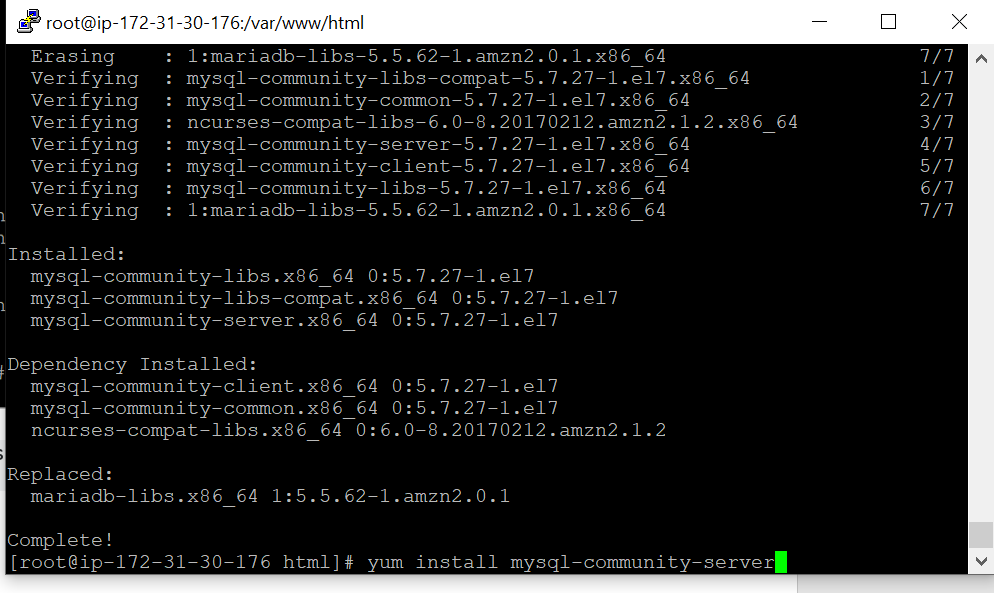 root@ip-172-31-30-176:/var/www/html
Erasing : 1:mariadb-libs-5.5.62-1.amzn2.0.1.x86_64 7/7
Verifying : mysql-community-libs-compat-5.7.27-1.el7.x86_64 1/7
Verifying : mysql-community-common-5.7.27-1.el7.x86_64 2/7
Verifying : ncurses-compat-libs-6.0-8.20170212.amzn2.1.2.x86_64 3/7
Verifying : mysql-community-server-5.7.27-1.el7.x86_64 4/7
Verifying : mysql-community-client-5.7.27-1.el7.x86_64 5/7
Verifying : mysql-community-libs-5.7.27-1.el7.x86_64 6/7
Verifying : 1:mariadb-libs-5.5.62-1.amzn2.0.1.x86_64 7/7
Installed:
mysql-community-libs.x86_64 0:5.7.27-1.el7
mysql-community-libs-compat.x86_64 0:5.7.27-1.el7
mysql-community-server.x86_64 0:5.7.27-1.el7
Dependency Installed:
mysql-community-client.x86_64 0:5.7.27-1.el7
mysql-community-common.x86_64 0:5.7.27-1.el7
ncurses-compat-libs.x86_64 0:6.0-8.20170212.amzn2.1.2
Replaced:
mariadb-libs.x86_64 1:5.5.62-1.amzn2.0.1
Complete!
[root@ip-172-31-30-176 html]# yum install mysql-community-server